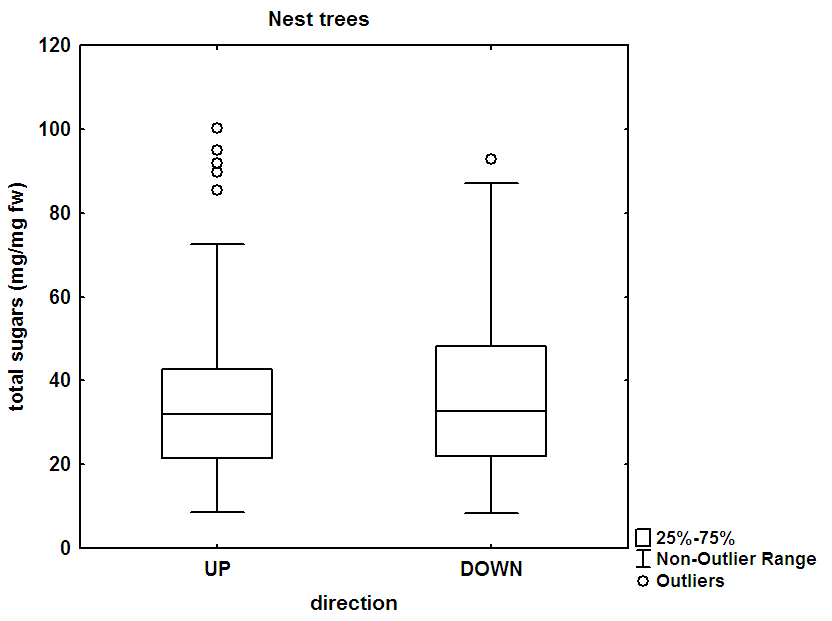 Nest trees
120
100
80
60
40
20
0
total sugars (mg/mg fw)
UP DOWN
direction
25%-75%
Non-Outlier Range
Outliers